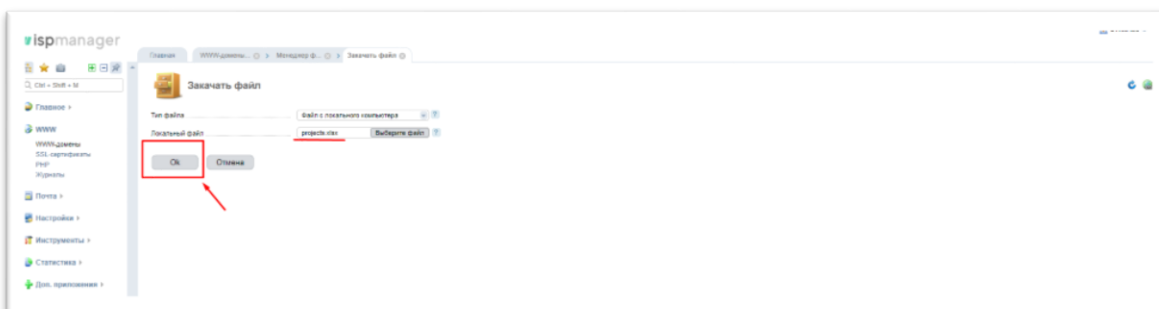 ispmanager
Главная
WWW-домены...
Менеджер ф...
Закачать файл
Ctrl + Shift + M
Закачать файл
Главное
Тип файла
Файл с локального компьютера
WWW
Локальный файл
projects.xlsx
Выберите файл
WWW-домены
SSL-сертификаты
PHP
Журналы
Ok
Отмена
Почта
Настройки
Инструменты
Статистика
Доп. приложения